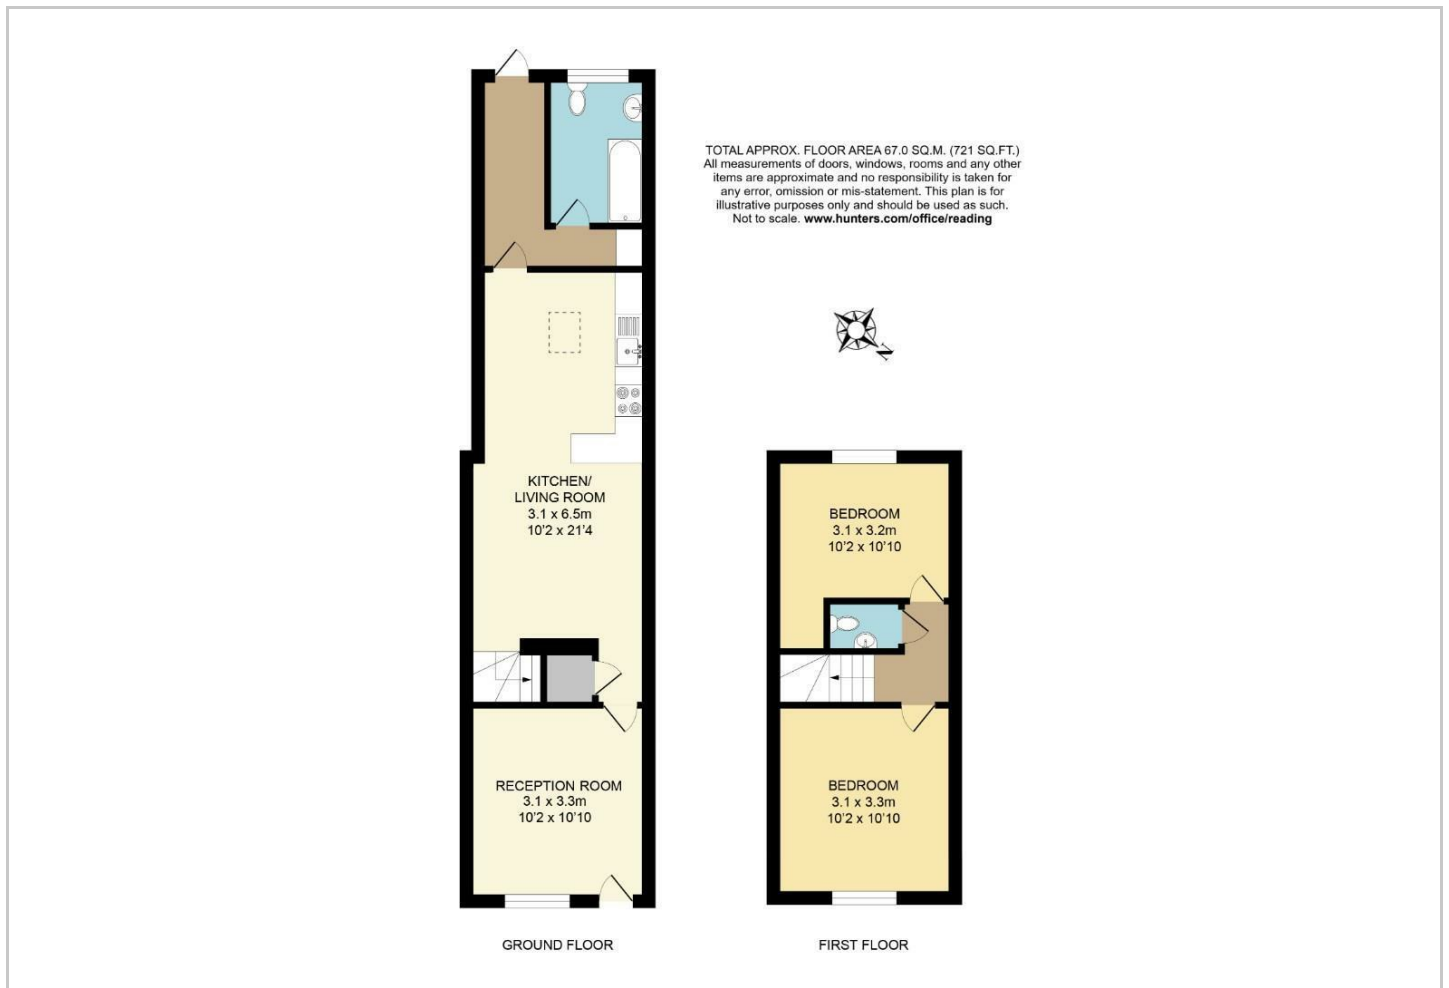 TOTAL APPROX. FLOOR AREA 67.0 SQ.M. (721 SQ.FT.)
All measurements of doors, windows, rooms and any other
items are approximate and no responsibility is taken for
any error, omission or mis-statement. This plan is for
illustrative purposes only and should be used as such.
Not to scale. www.hunters.com/office/reading
N
KITCHEN/
LIVING ROOM
3.1 x 6.5m
10'2 x 21'4
BEDROOM
3.1 x 3.2m
10'2 x 10'10
RECEPTION ROOM
3.1 x 3.3m
10'2 x 10'10
BEDROOM
3.1 x 3.3m
10'2 x 10'10
GROUND FLOOR
FIRST FLOOR